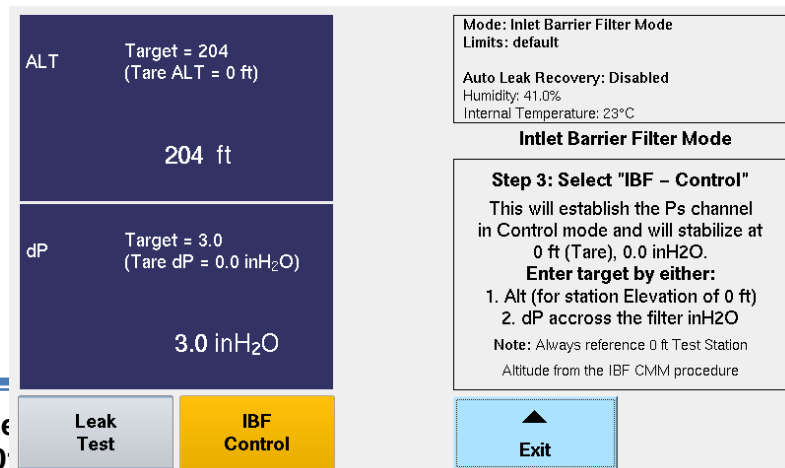 ALT
Target = 204
(Tare ALT = 0 ft)
204 ft
dP
Target = 3.0
(Tare dP = 0.0 inH₂O)
3.0 inH₂O
Leak
Test
IBF
Control
Mode: Inlet Barrier Filter Mode
Limits: default
Auto Leak Recovery: Disabled
Humidity: 41.0%
Internal Temperature: 23°C
Intlet Barrier Filter Mode
Step 3: Select "IBF – Control"
This will establish the Ps channel
in Control mode and will stabilize at
0 ft (Tare), 0.0 inH2O.
Enter target by either:
1. Alt (for station Elevation of 0 ft)
2. dP accross the filter inH2O
Note: Always reference 0 ft Test Station
Altitude from the IBF CMM procedure
Exit